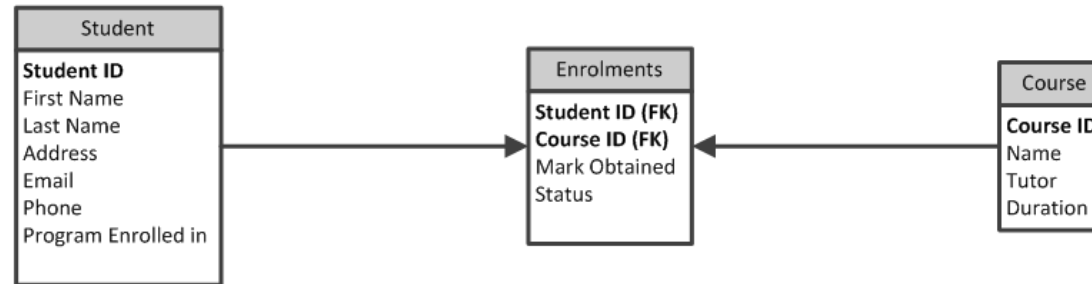 Student
Student ID
First Name
Last Name
Address
Email
Phone
Program Enrolled in
Enrolments
Student ID (FK)
Course ID (FK)
Mark Obtained
Status
Course
Course ID
Name
Tutor
Duration